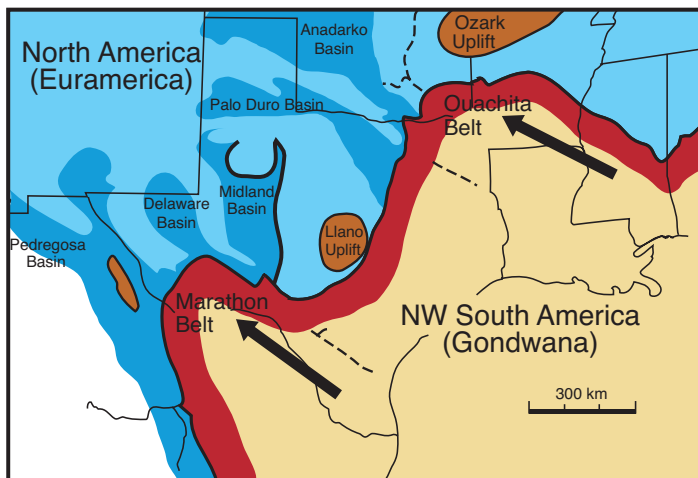 North America
(Euramerica)
Anadarko
Basin
Ozark
Uplift
Palo Duro Basin
Ouachita
Belt
Midland
Basin
Delaware
Basin
Pedregosa
Basin
Llano
Uplift
Marathon
Belt
NW South America
(Gondwana)
300 km